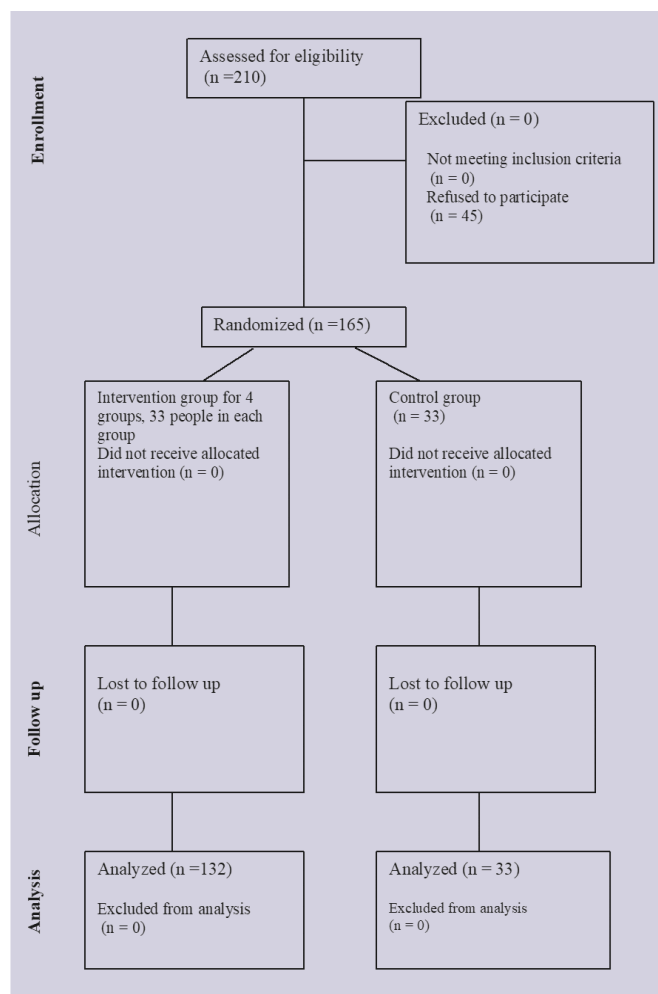 Enrollment
Assessed for eligibility
(n =210)
Excluded (n = 0)
Not meeting inclusion criteria
(n = 0)
Refused to participate
(n = 45)
Randomized (n =165)
Allocation
Intervention group for 4
groups, 33 people in each
group
Did not receive allocated
intervention (n = 0)
Control group
(n = 33)
Did not receive allocated
intervention (n = 0)
Follow up
Lost to follow up
(n = 0)
Lost to follow up
(n = 0)
Analysis
Analyzed (n =132)
Excluded from analysis
(n = 0)
Analyzed (n = 33)
Excluded from analysis
(n = 0)